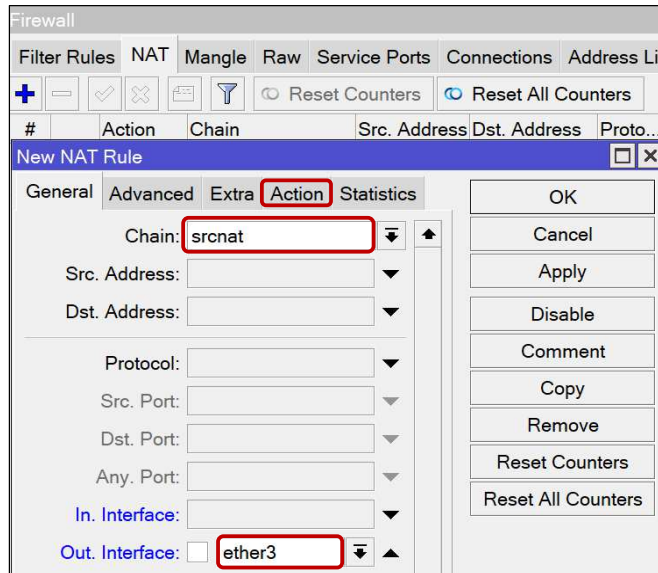 Firewall
Filter Rules NAT Mangle Raw Service Ports Connections Address Li
Reset Counters Reset All Counters
# Action Chain Src. Address Dst. Address Proto...
New NAT Rule
General Advanced Extra Action Statistics
OK
Chain: srcnat
Cancel
Src. Address:
Apply
Dst. Address:
Disable
Protocol:
Comment
Src. Port:
Copy
Dst. Port:
Remove
Any. Port:
Reset Counters
In. Interface:
Reset All Counters
Out. Interface: ether3